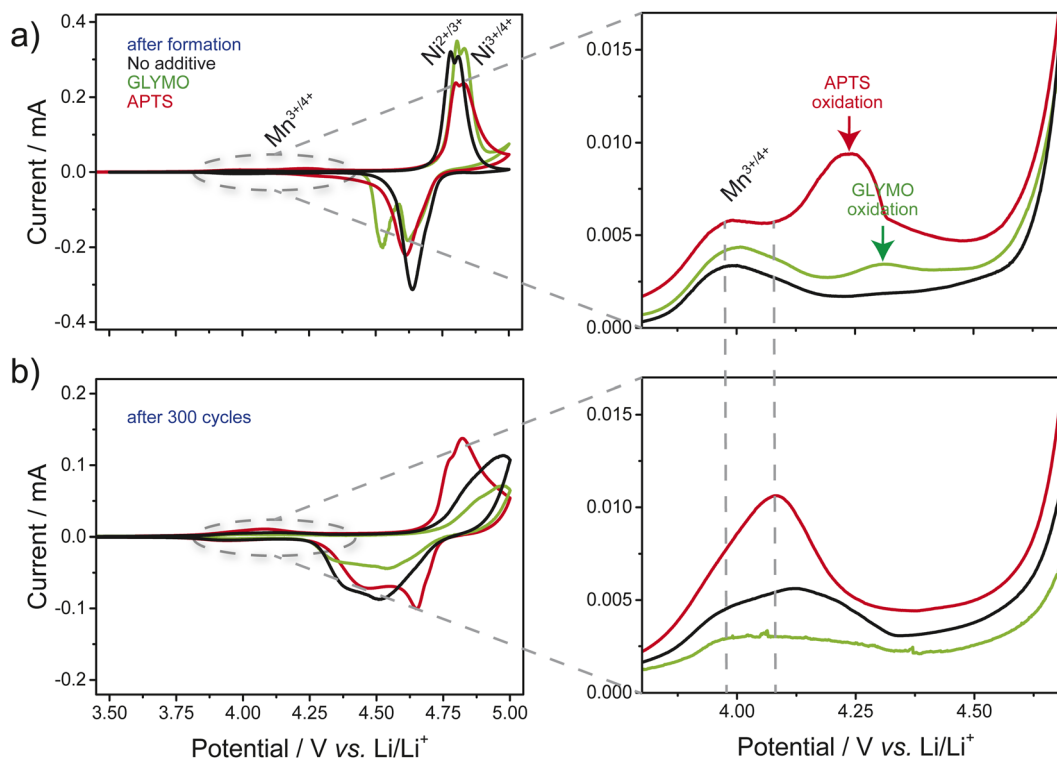 a)
after formation
No additive
GLYMO
APTS
Mn3+/4+
Ni2+/3+
Ni3+/4+
0.4
0.2
0.0
-0.2
-0.4
Current / mA
0.015
0.010
0.005
0.000
Mn3+/4+
APTS
oxidation
GLYMO
oxidation
b)
after 300 cycles
0.2
0.1
0.0
-0.1
-0.2
Current / mA
3.50
3.75
4.00
4.25
4.50
4.75
5.00
Potential / V vs. Li/Li+
0.015
0.010
0.005
0.000
4.00
4.25
4.50
Potential / V vs. Li/Li+